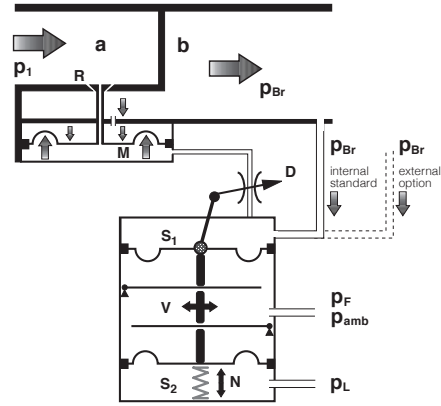 a
b
p1
R
pBr
M
D
pBr
internal
standard
pBr
external
option
S1
V
pF
pamb
S2
N
pL